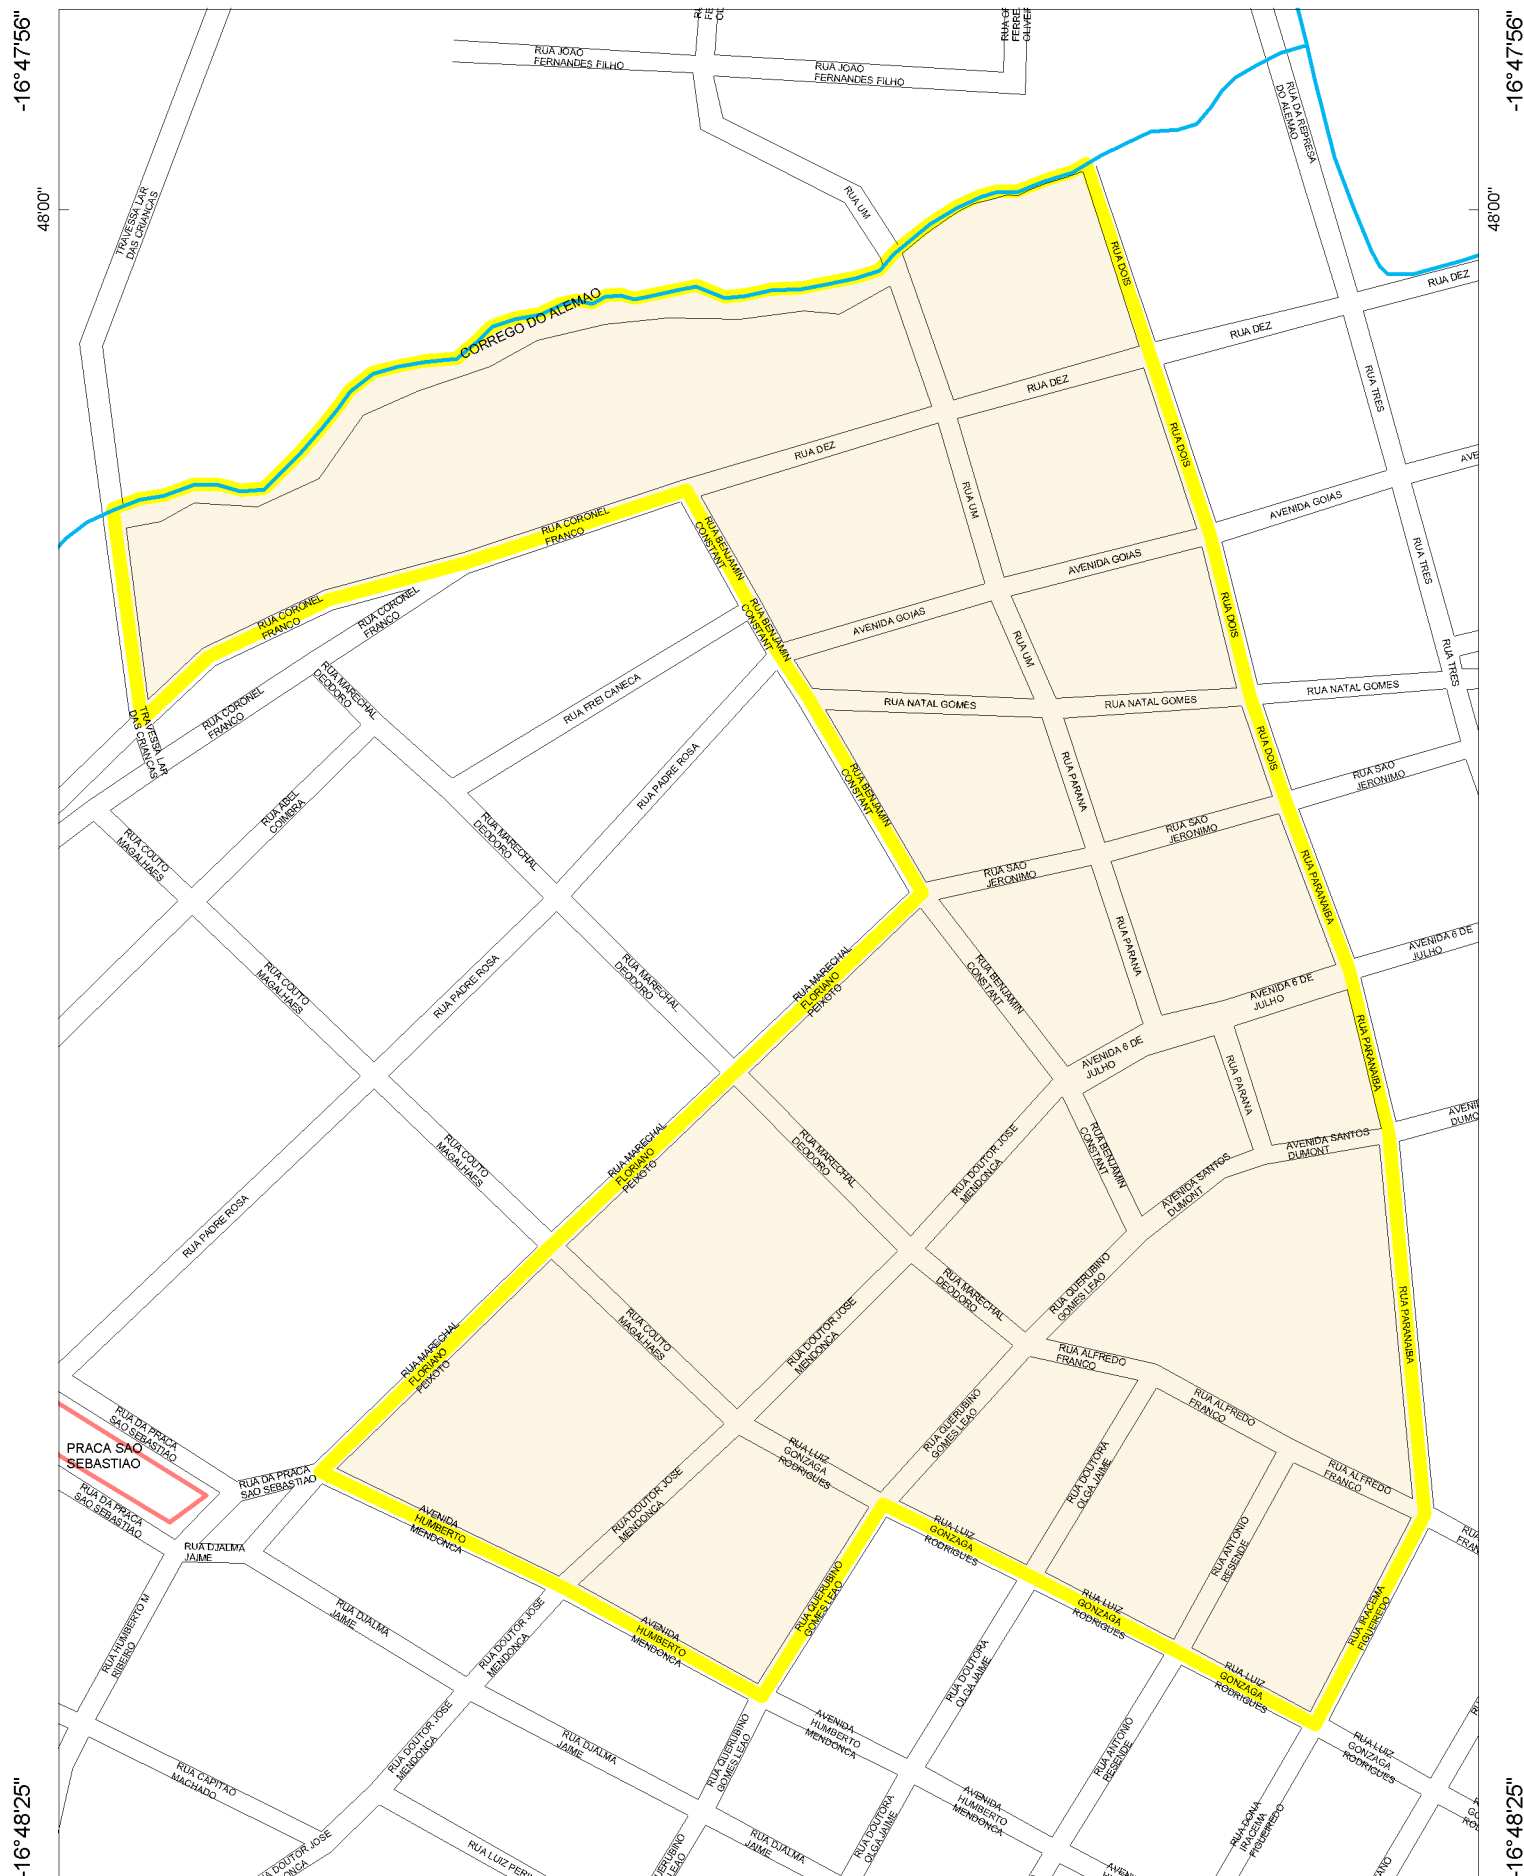 -16°47'56"
-16°47'56"
48'00"
48'00"
RUA JOAO
FERNANDES FILHO
RUA JOAO
FERNANDES FILHO
RUA DA REPRESA
DO ALEMAO
TRAVESSA LAR
DAS CRIANCAS
RUA UM
RUA DOIS
RUA DEZ
CORREGO DO ALEMAO
RUA DEZ
RUA DEZ
RUA TRES
RUA DEZ
RUA DOIS
AVE
RUA UM
AVENIDA GOIAS
RUA CORONEL
FRANCO
RUA BENJAMIN
CONSTANT
AVENIDA GOIAS
RUA TRES
RUA CORONEL
FRANCO
RUA CORONEL
FRANCO
RUA BENJAMIN
CONSTANT
AVENIDA GOIAS
RUA DOIS
RUA UM
RUA TRES
RUA MARECHAL
DEODORO
RUA FREI CANECA
RUA NATAL GOMES
RUA NATAL GOMES
RUA NATAL GOMES
RUA CORONEL
FRANCO
TRAVESSA LAR
DAS CRIANCAS
RUA DOIS
RUA PADRE ROSA
RUA PARANA
RUA SAO
JERONIMO
RUA BENJAMIN
CONSTANT
RUA ABEL
COIMBRA
RUA SAO
JERONIMO
RUA MARECHAL
DEODORO
RUA COUTO
MAGALHAES
RUA SAO
JERONIMO
RUA PARANAIBA
AVENIDA 6 DE
JULHO
RUA PARANA
RUA MARECHAL
FLORIANO
PEIXOTO
RUA MARECHAL
DEODORO
RUA BENJAMIN
CONSTANT
RUA COUTO
MAGALHAES
RUA PADRE ROSA
AVENIDA 6 DE
JULHO
RUA PARANAIBA
AVENIDA 6 DE
JULHO
RUA PARANA
AVENI
DUMO
RUA MARECHAL
FLORIANO
PEIXOTO
RUA COUTO
MAGALHAES
RUA MARECHAL
DEODORO
RUA DOUTOR JOSE
MENDONCA
RUA BENJAMIN
CONSTANT
AVENIDA SANTOS
DUMONT
AVENIDA SANTOS
DUMONT
RUA PADRE ROSA
RUA MARECHAL
DEODORO
RUA QUERUBINO
GOMES LEAO
RUA PARANAIBA
RUA MARECHAL
FLORIANO
PEIXOTO
RUA COUTO
MAGALHAES
RUA DOUTOR JOSE
MENDONCA
RUA ALFREDO
FRANCO
RUA ALFREDO
FRANCO
RUA QUERUBINO
GOMES LEAO
RUA DA PRACA
SAO SEBASTIAO
PRACA SAO
SEBASTIAO
RUA LUIZ
GONZAGA
RODRIGUES
RUA DOUTORA
OLGA JAIME
RUA ALFREDO
FRANCO
RUA DA PRACA
SAO SEBASTIAO
RUA DA PRACA
SAO SEBASTIAO
RUA DOUTOR JOSE
MENDONCA
AVENIDA
HUMBERTO
MENDONCA
RUA LUIZ
GONZAGA
RODRIGUES
RUA ANTONIO
RESENDE
RUA
FRAN
RUA DJALMA
JAIME
RUA QUERUBINO
GOMES LEAO
RUA LUIZ
GONZAGA
RODRIGUES
RUA IRACEMA
FIGUEIREDO
RUA HUMBERTO M
RIBEIRO
RUA DJALMA
JAIME
RUA DOUTOR JOSE
MENDONCA
AVENIDA
HUMBERTO
MENDONCA
RUA DOUTORA
OLGA JAIME
RUA LUIZ
GONZAGA
RODRIGUES
RUA DOUTOR JOSE
MENDONCA
RUA DJALMA
JAIME
RUA QUERUBINO
GOMES LEAO
AVENIDA
HUMBERTO
MENDONCA
RUA ANTONIO
RESENDE
RUA LUIZ
GONZAGA
RODRIGUES
RUA CAPITAO
MACHADO
AVENIDA
HUMBERTO
MENDONCA
RUA DOUTORA
OLGA JAIME
RUA DONA
IRACEMA
FIGUEIREDO
RUA DJALMA
JAIME
-16°48'25"
-16°48'25"